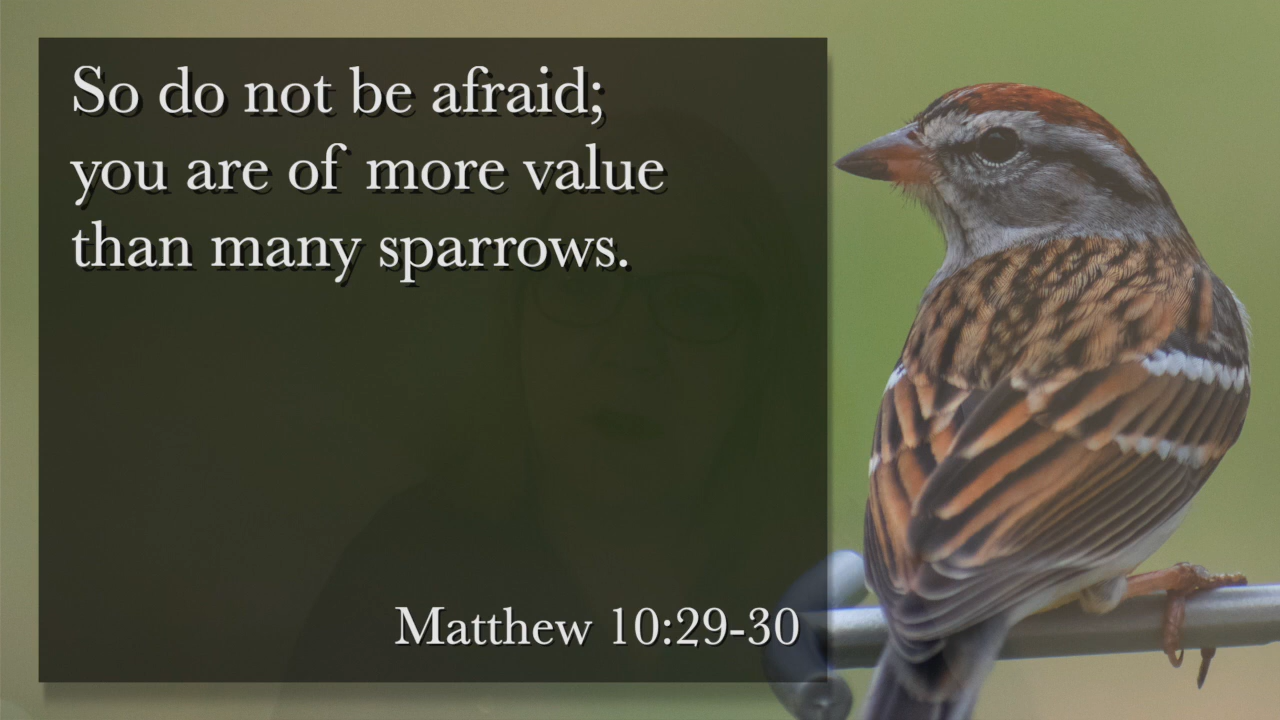 So do not be afraid;
you are of more value
than many sparrows.
Matthew 10:29-30